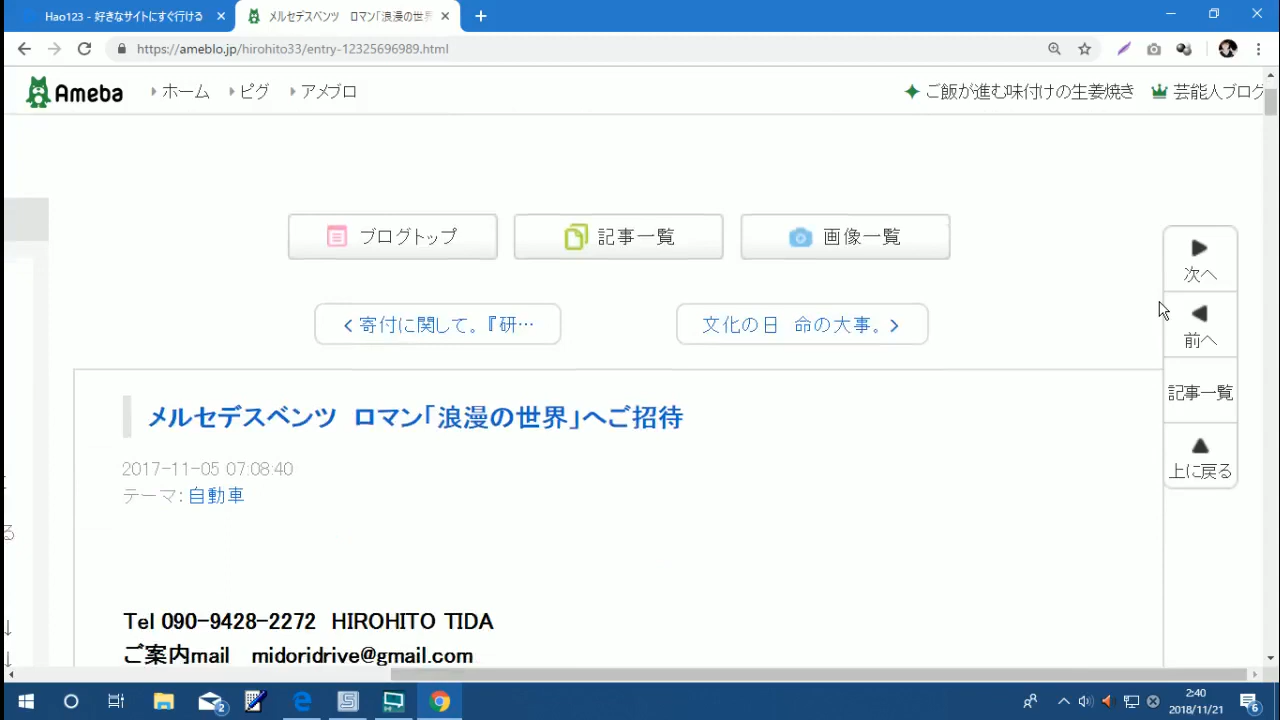 Hao123 - 好きなサイトにすぐ行ける
メルセデスベンツ ロマン「浪漫の世界
https://ameblo.jp/hirohito33/entry-12325696989.html
Ameba ホーム ピグ アメブロ ご飯が進む味付けの生姜焼き 芸能人ブログ
ブログトップ 記事一覧 画像一覧
次へ
<寄付に関して。『研… 文化の日 命の大事。>
前へ
記事一覧
上に戻る
メルセデスベンツ ロマン「浪漫の世界」へご招待
2017-11-05 07:08:40
テーマ: 自動車
る
↓
↓
Tel 090-9428-2272 HIROHITO TIDA
ご案内mail midoridrive@gmail.com
2
2:40
2018/11/21
6